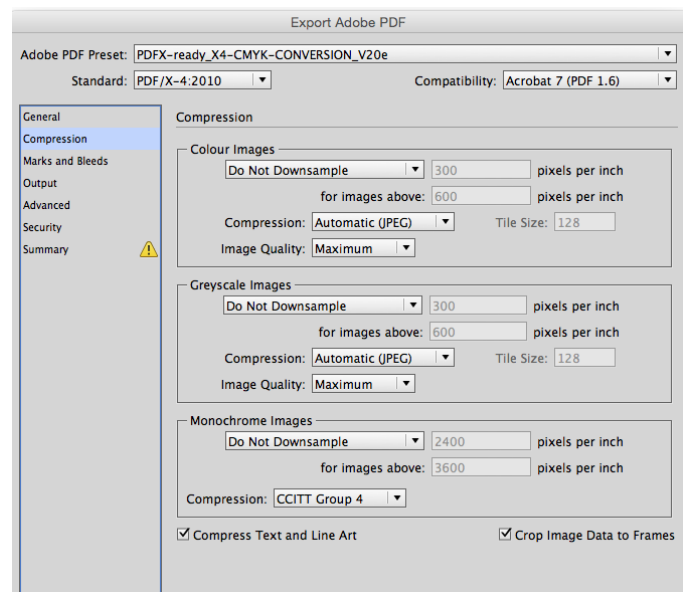 Export Adobe PDF
Adobe PDF Preset: PDFX-ready_X4-CMYK-CONVERSION_V20e
Standard: PDF/X-4:2010 Compatibility: Acrobat 7 (PDF 1.6)
General
Compression
Marks and Bleeds
Output
Advanced
Security
Summary
Compression
Colour Images
Do Not Downsample 300 pixels per inch
for images above: 600 pixels per inch
Compression: Automatic (JPEG) Tile Size: 128
Image Quality: Maximum
Greyscale Images
Do Not Downsample 300 pixels per inch
for images above: 600 pixels per inch
Compression: Automatic (JPEG) Tile Size: 128
Image Quality: Maximum
Monochrome Images
Do Not Downsample 2400 pixels per inch
for images above: 3600 pixels per inch
Compression: CCITT Group 4
Compress Text and Line Art Crop Image Data to Frames